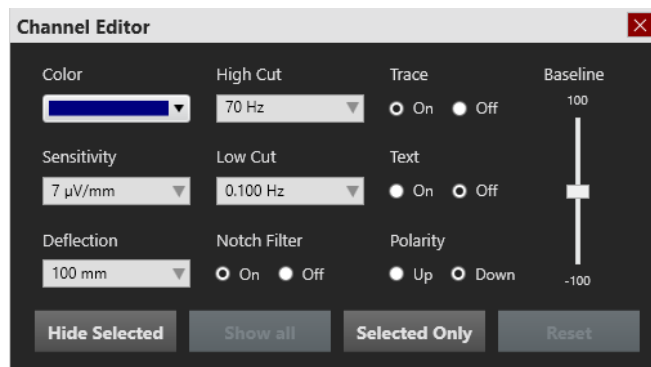 Channel Editor
Color High Cut Trace Baseline
70 Hz On Off 100
Sensitivity Low Cut Text
7 µV/mm 0.100 Hz On Off
Deflection Notch Filter Polarity
100 mm On Off Up Down -100
Hide Selected Show all Selected Only Reset